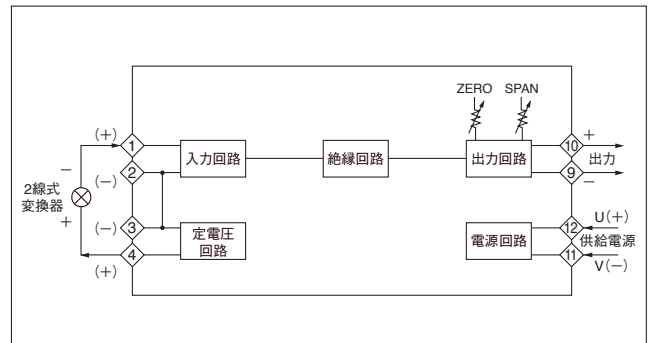 ZERO SPAN
(+) 1 入力回路 絶縁回路 出力回路 10 +
− (−) 2 9 − 出力
2線式
変換器
+ (−) 3 定電圧
回路 電源回路 12 U(+)
供給電源
(+) 4 11 V(−)